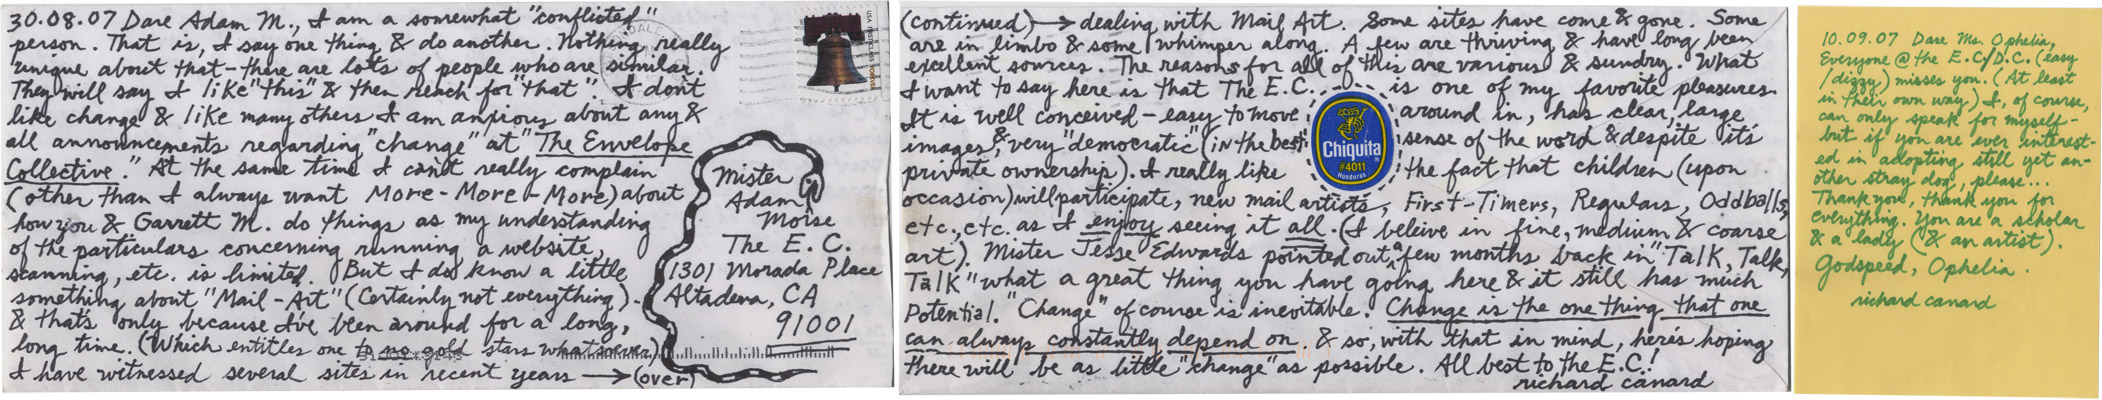 30.08.07 Dare Adam M., I am a somewhat "conflicted"
person. That is, I say one thing & do another. Nothing really
unique about that - there are lots of people who are similar.
They will say I like "this" & then reach for "that". I don't
like change & like many others I am anxious about any &
all announcements regarding "change" at "The Envelope
Collective." At the same time I can't really complain
(other than I always want More - More - More) about
how you & Garrett M. do things as my understanding
of the particulars concerning running a website,
scanning, etc. is limited. But I do know a little
something about "Mail-Art" (Certainly not everything).
& that's only because I've been around for a long,
long time. (Which entitles one to no gold stars whatsoever)
I have witnessed several sites in recent years → (over)
USA FIRST-CLASS FOREVER
Mister
Adam
Morse
The E. C.
1301 Morada Place
Altadena, CA
91001
(continued) → dealing with Mail Art. Some sites have come & gone. Some
are in limbo & some whimper along. A few are thriving & have long been
excellent sources. The reasons for all of this are various & sundry. What
I want to say here is that The E.C... is one of my favorite pleasures.
It is well conceived - easy to move around in, has clear, large
images, & very "democratic" (in the best sense of the word & despite its
private ownership). I really like the fact that children (upon
occasion) will participate, new mail artists, First-Timers, Regulars, Oddballs,
etc., etc. as I enjoy seeing it all. (I beleive in fine, medium & coarse
art). Mister Jesse Edwards pointed out a few months back in "Talk, Talk,
Talk" what a great thing you have going here & it still has much
Potential. "Change" of course is inevitable. Change is the one thing that one
can always constantly depend on. & so, with that in mind, here's hoping
there will be as little "change" as possible. All best to the E.C.!
richard canard
Chiquita
®
#4011
Honduras
10.09.07 Dare Ms. Ophelia,
Everyone @ the E.C./D.C. (easy
/dizzy) misses you. (At least
in their own way) I, of course,
can only speak for myself -
but if you are ever interest-
ed in adopting still yet an-
other stray dog, please...
Thank you, thank you for
everything. You are a scholar
& a lady (& an artist).
Godspeed, Ophelia.
richard canard